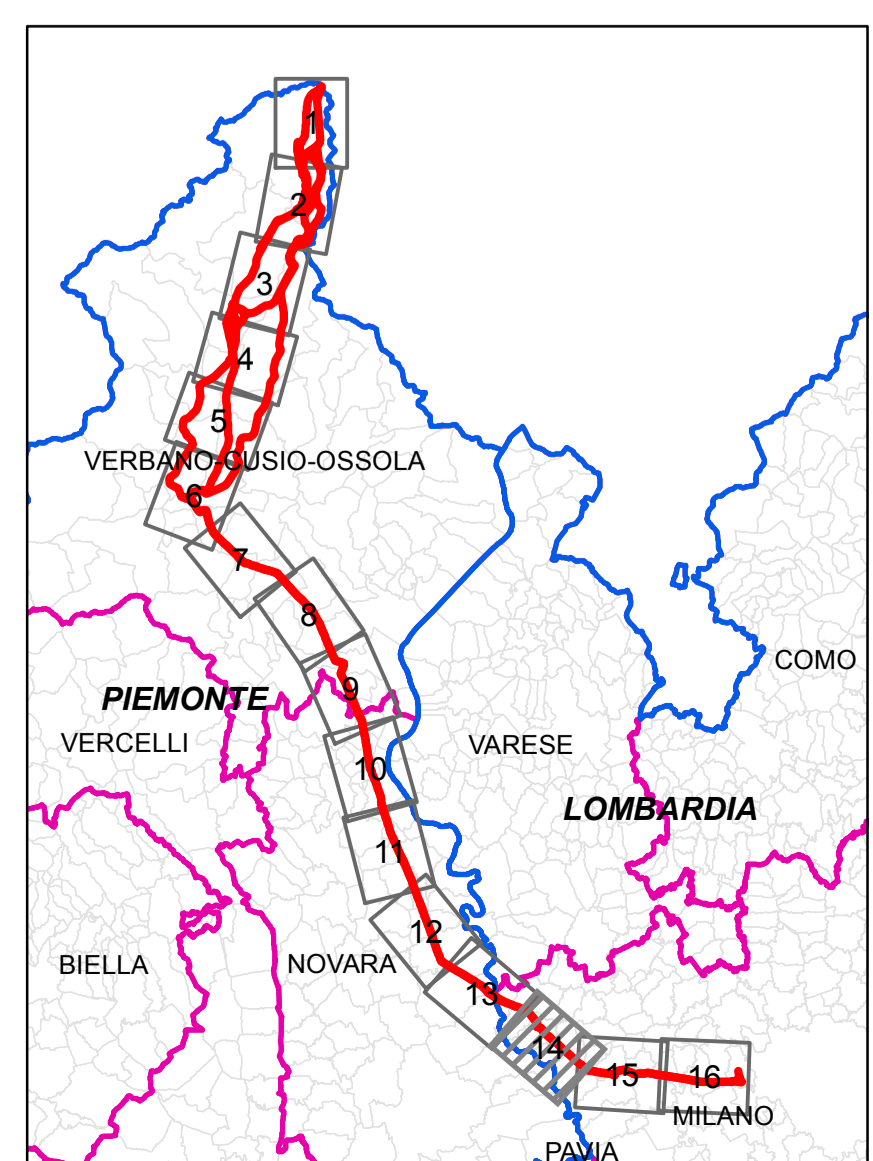 1
2
3
4
5
VERBANO-CUSIO-OSSOLA
6
7
8
COMO
9
PIEMONTE
VERCELLI
VARESE
10
LOMBARDIA
11
12
BIELLA
NOVARA
13
14
15
16
MILANO
PAVIA